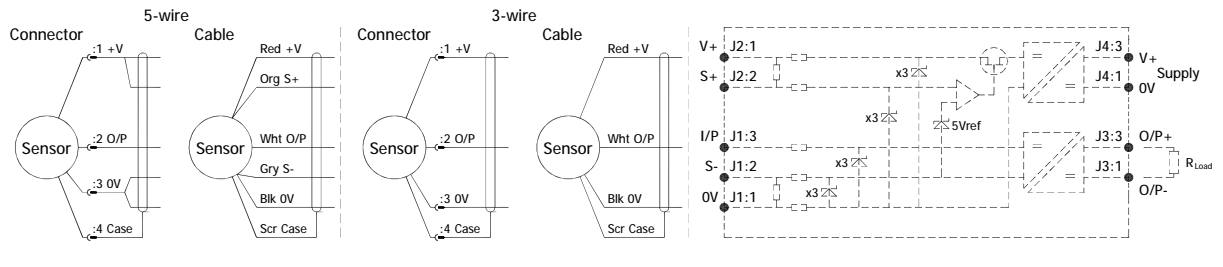 5-wire
Connector
Cable
:1 +V
:2 O/P
:3 0V
:4 Case
Sensor
Red +V
Org S+
Wht O/P
Gry S-
Blk 0V
Scr Case
Sensor
3-wire
Connector
Cable
:1 +V
:2 O/P
:3 0V
:4 Case
Sensor
Red +V
Wht O/P
Blk 0V
Scr Case
Sensor
V+ J2:1
S+ J2:2
I/P J1:3
S- J1:2
0V J1:1
x3
x3
5Vref
x3
x3
J4:3 V+
Supply
J4:1 0V
J3:3 O/P+
RLoad
J3:1 O/P-